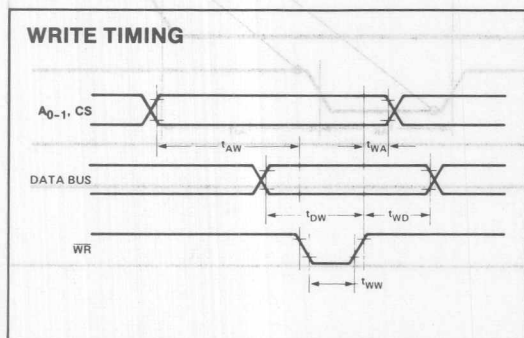 WRITE TIMING
A0–1, CS
tAW
tWA
DATA BUS
tDW
tWD
WR
tWW